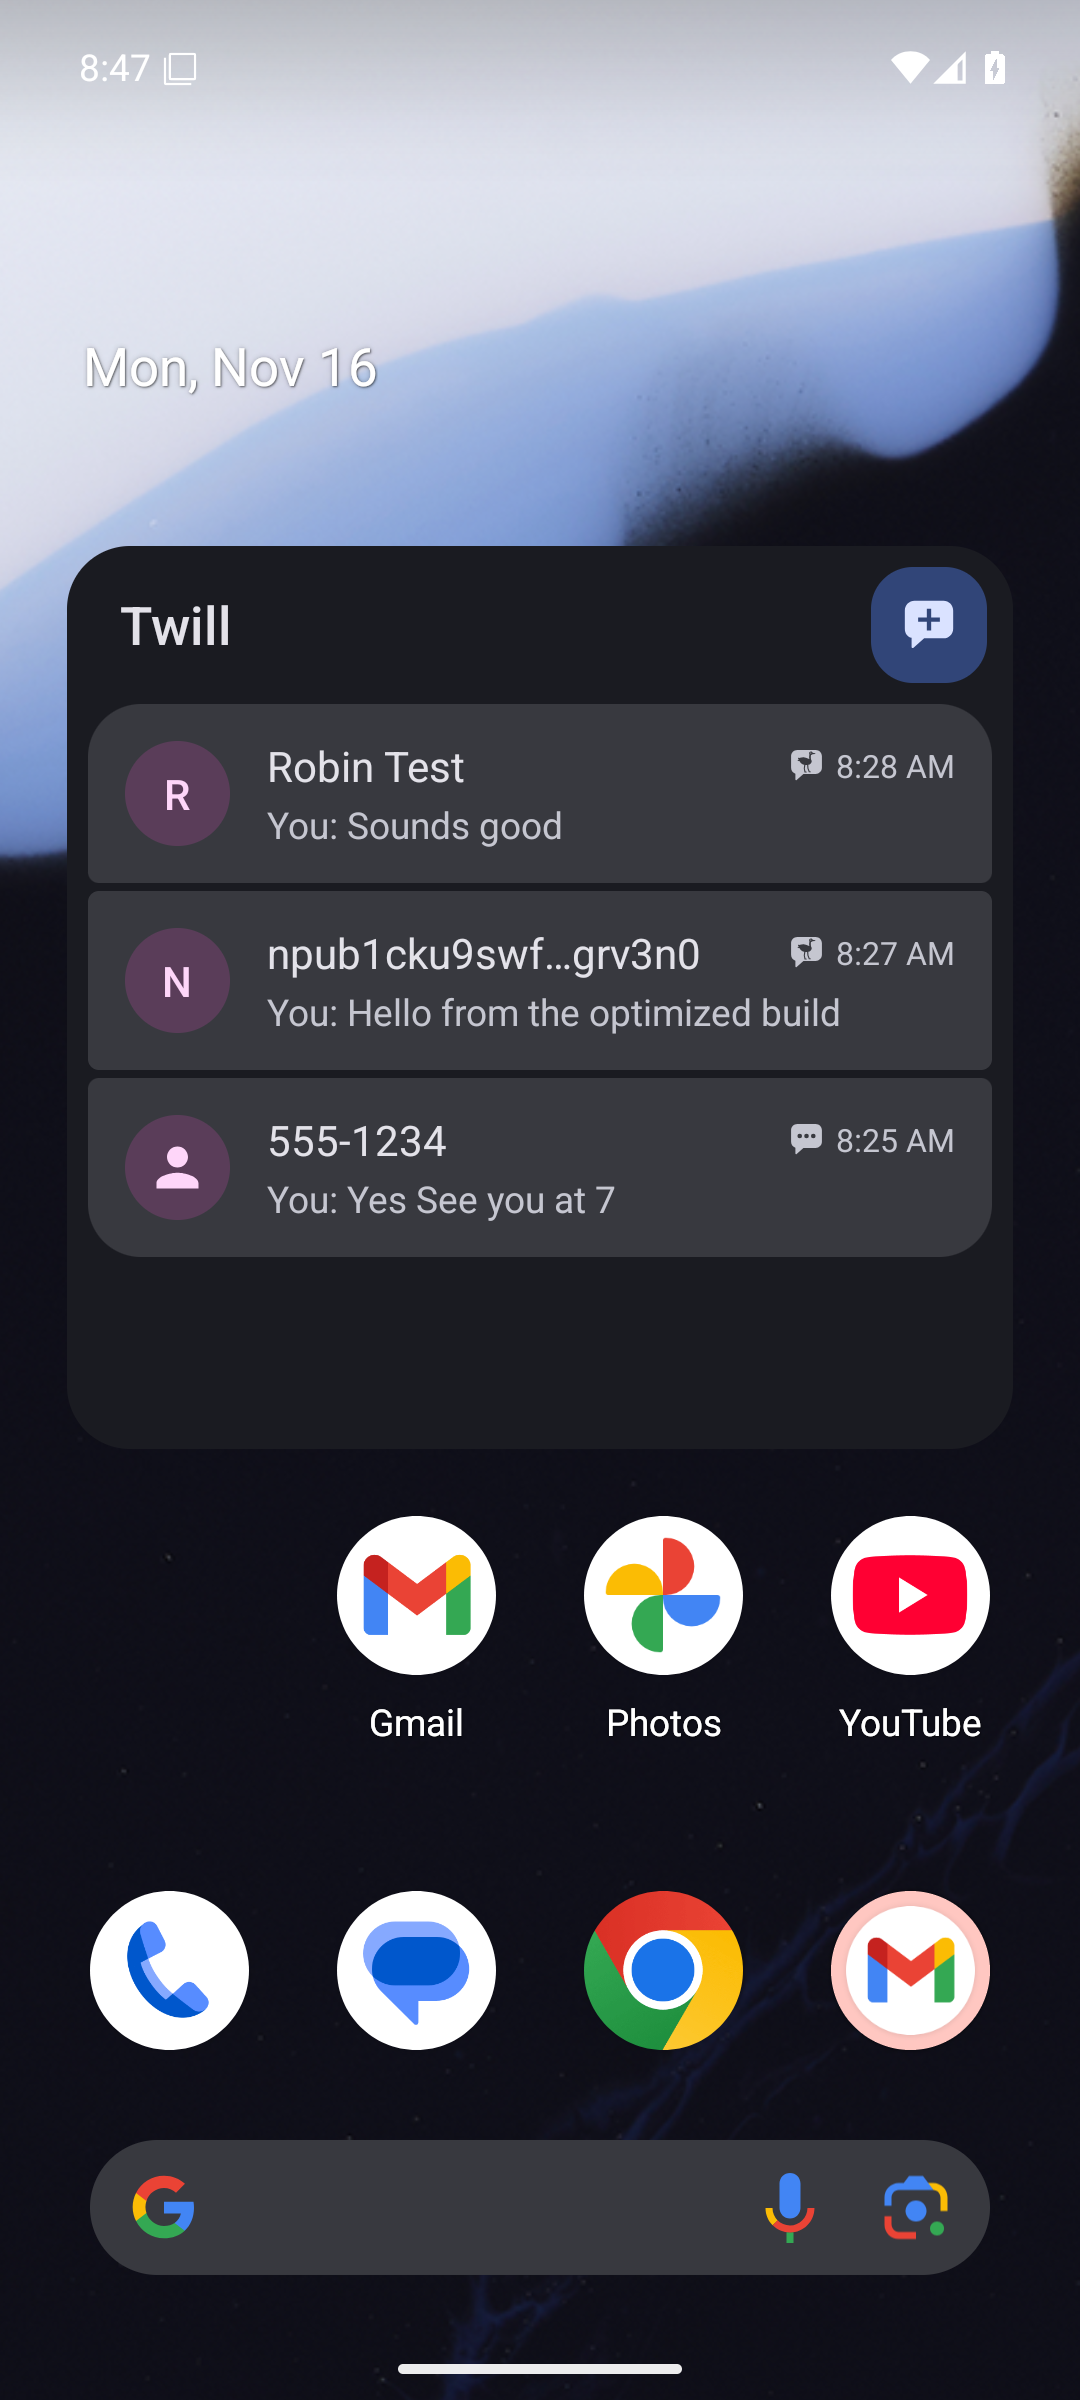 8:47
Mon, Nov 16
Twill
Robin Test 8:28 AM
You: Sounds good
N npub1cku9swf...grv3n0 8:27 AM
You: Hello from the optimized build
555-1234 8:25 AM
You: Yes See you at 7
Gmail Photos YouTube